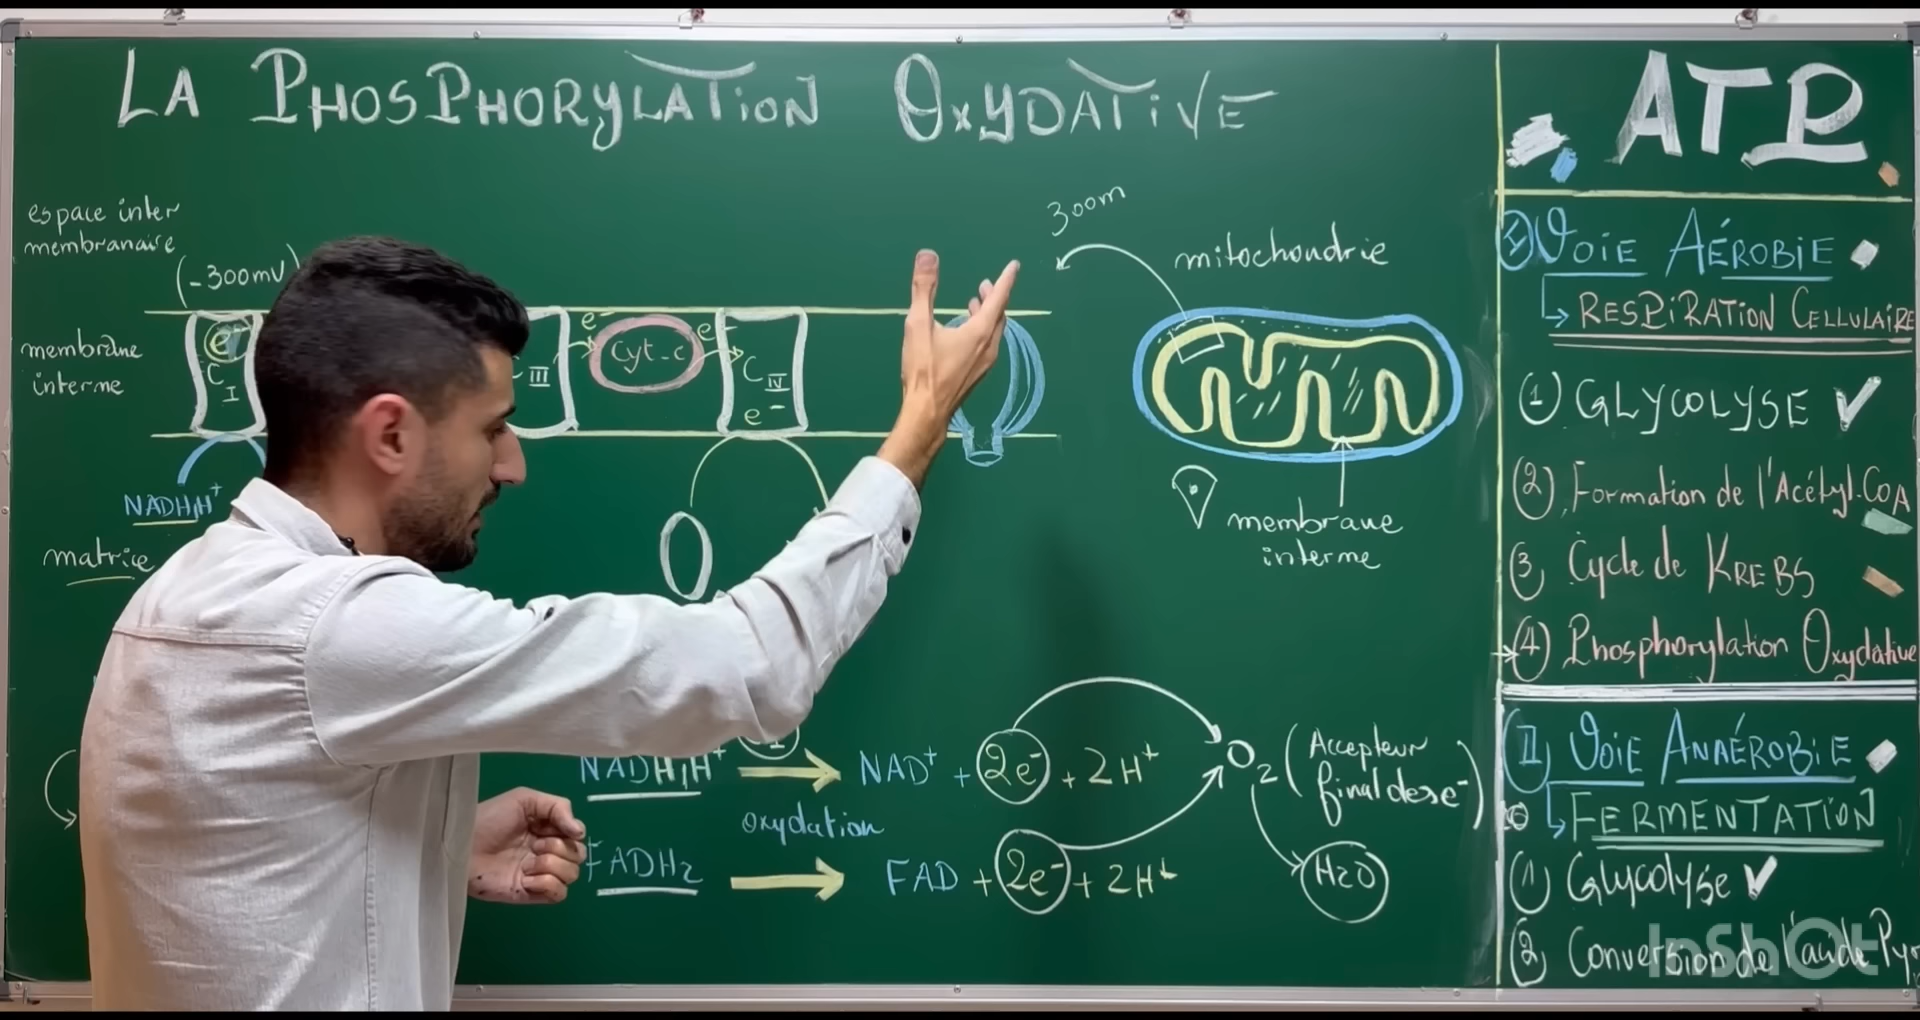 LA PHOSPHORYLATION OXYDATIVE
espace inter
membranaire
(-300mV)
membrane
interne
e-
C
I
III
e-
Cyt-c
e-
C
IV
e-
NADH,H+
matrice
300m
mitochondrie
membrane
interne
NADH,H+ → NAD+ + 2e- + 2H+
oxydation
FADH2 → FAD + 2e- + 2H+
O2 (Accepteur
final des e-)
H2O
ATP
I VOIE AÉROBIE
RESPIRATION CELLULAIRE
1) GLYCOLYSE ✓
2) Formation de l'Acétyl-CoA
3) Cycle de KREBS
4) Phosphorylation Oxydative
II) VOIE ANAÉROBIE
FERMENTATION
1) Glycolyse ✓
2) Conversion de l'acide Pyr
InShOt